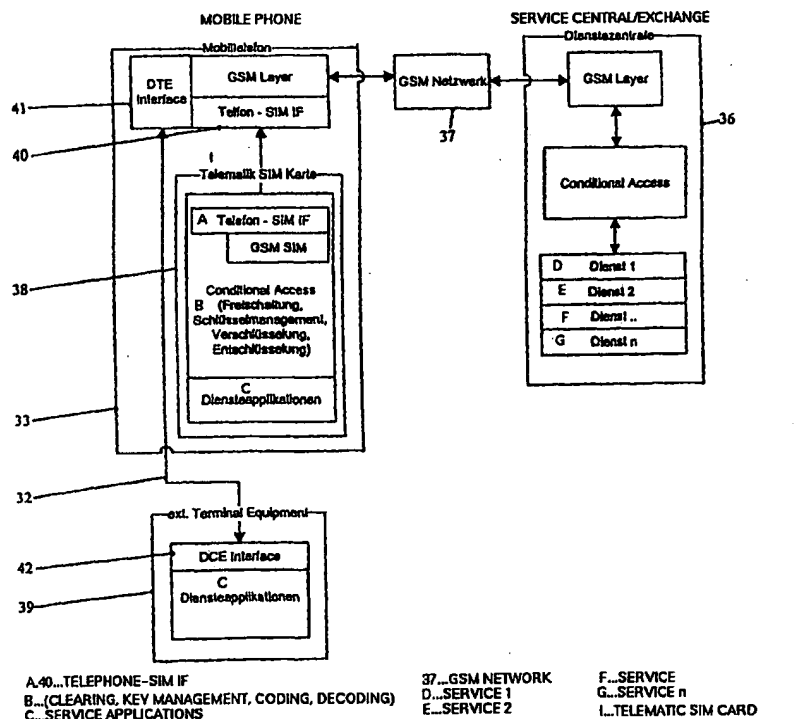 MOBILE PHONE
SERVICE CENTRAL/EXCHANGE
Mobiltelefon
Dienstezentrale
DTE
Interface
GSM Layer
Telfon - SIM IF
GSM Netzwerk
GSM Layer
41
40
37
36
I
Telematik SIM Karte
A Telefon - SIM IF
GSM SIM
Conditional Access
38
Conditional Access
B (Freischaltung,
Schlüsselmanagement,
Verschlüsselung,
Entschlüsselung)
D Dienst 1
E Dienst 2
F Dienst ..
G Dienst n
C
Diensteapplikationen
33
32
ext. Terminal Equipment
DCE Interface
42
C
Diensteapplikationen
39
A.40...TELEPHONE-SIM IF
B...(CLEARING, KEY MANAGEMENT, CODING, DECODING)
C...SERVICE APPLICATIONS
37...GSM NETWORK
D...SERVICE 1
E...SERVICE 2
F...SERVICE
G...SERVICE n
I...TELEMATIC SIM CARD